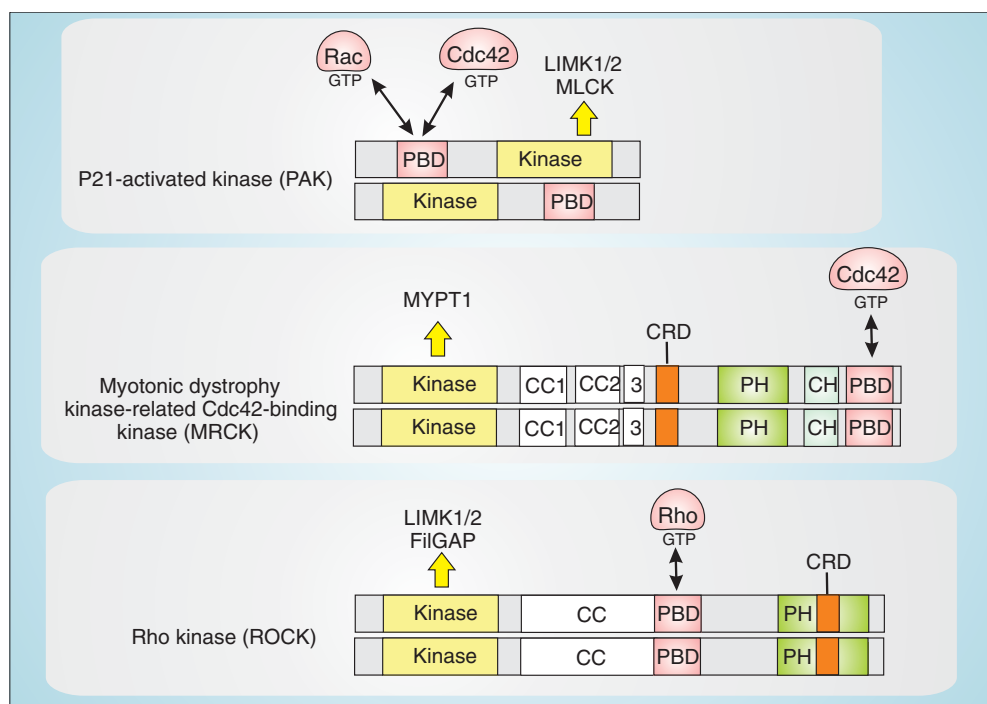 Rac
GTP
Cdc42
GTP
LIMK1/2
MLCK
P21-activated kinase (PAK)
PBD Kinase
Kinase PBD
Cdc42
GTP
MYPT1
CRD
Myotonic dystrophy
kinase-related Cdc42-binding
kinase (MRCK)
Kinase CC1 CC2 3 PH CH PBD
Kinase CC1 CC2 3 PH CH PBD
LIMK1/2
FilGAP
Rho
GTP
CRD
Rho kinase (ROCK)
Kinase CC PBD PH
Kinase CC PBD PH